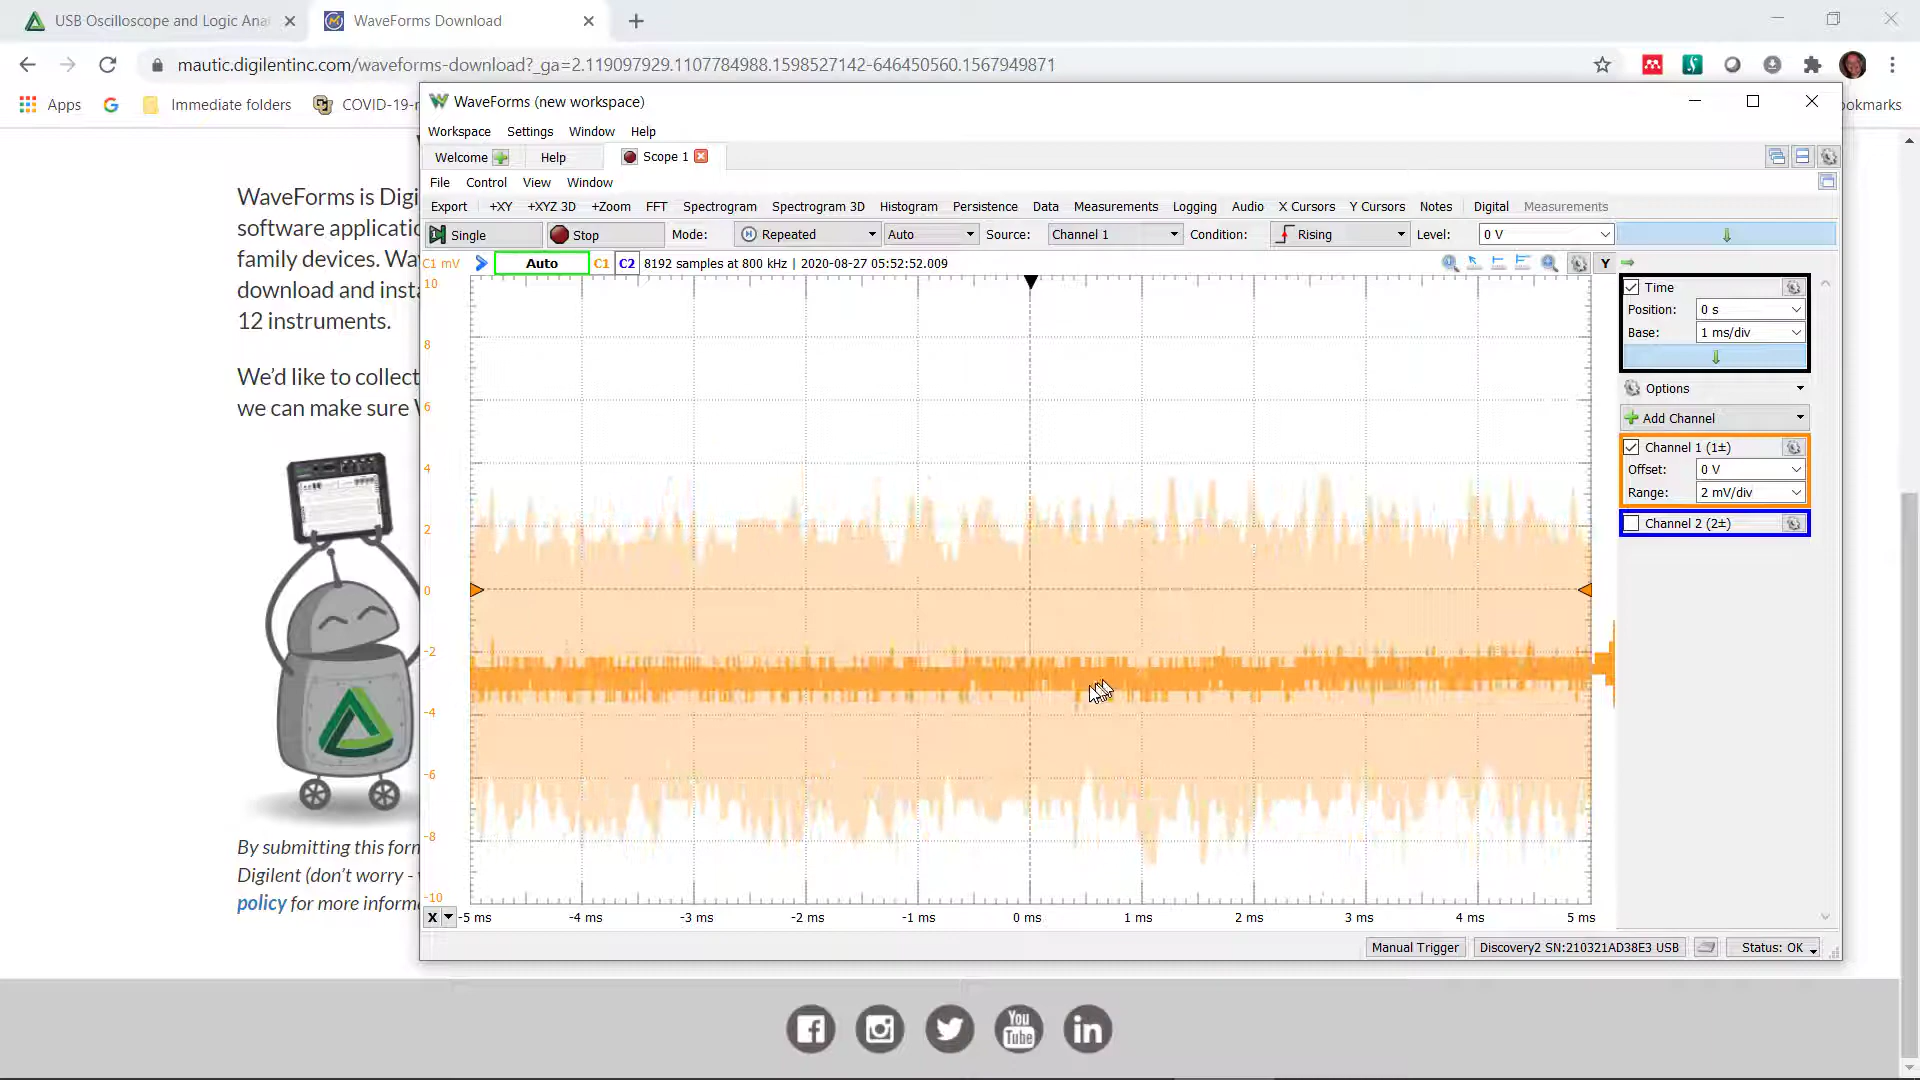 USB Oscilloscope and Logic Anal
WaveForms Download
mautic.digilentinc.com/waveforms-download?_ga=2.119097929.1107784988.1598527142-646450560.1567949871
Apps
Immediate folders
COVID-19-r
ookmarks
WaveForms is Digi
software applicatio
family devices. Wa
download and insta
12 instruments.
We'd like to collect
we can make sure W
By submitting this form
Digilent (don't worry -
policy for more informa
WaveForms (new workspace)
Workspace Settings Window Help
Welcome Help Scope 1
File Control View Window
Export +XY +XYZ 3D +Zoom FFT Spectrogram Spectrogram 3D Histogram Persistence Data Measurements Logging Audio X Cursors Y Cursors Notes Digital Measurements
Single Stop Mode: Repeated Auto Source: Channel 1 Condition: Rising Level: 0 V
C1 mV Auto C1 C2 8192 samples at 800 kHz | 2020-08-27 05:52:52.009 Y
10
8
6
4
2
0
-2
-4
-6
-8
-10
X -5 ms -4 ms -3 ms -2 ms -1 ms 0 ms 1 ms 2 ms 3 ms 4 ms 5 ms
Time
Position: 0 s
Base: 1 ms/div
Options
Add Channel
Channel 1 (1±)
Offset: 0 V
Range: 2 mV/div
Channel 2 (2±)
Manual Trigger Discovery2 SN:210321AD38E3 USB Status: OK
You
Tube
in